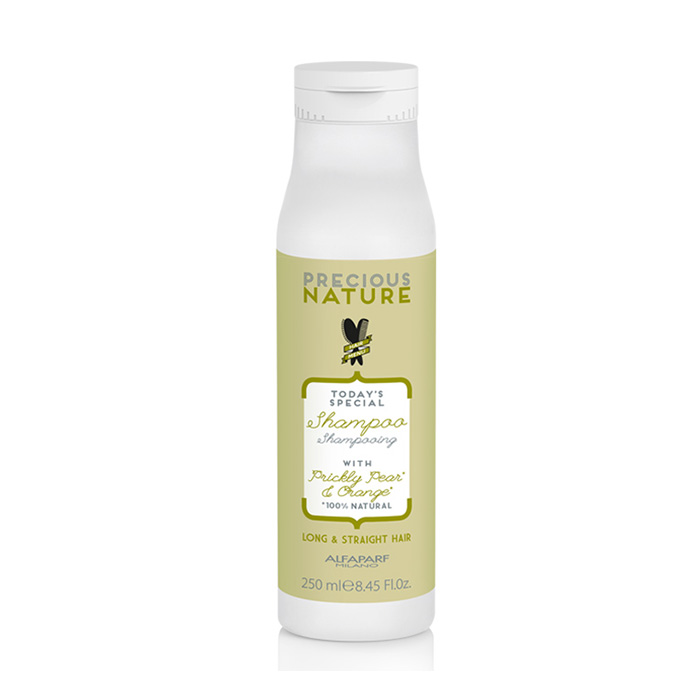 PRECIOUS
NATURE
TODAY'S
SPECIAL
Shampoo
Shampooing
WITH
Prickly Pear*
& Orange*
*100% NATURAL
LONG & STRAIGHT HAIR
ALFAPARF
MILANO
250 ml℮8.45 Fl.Oz.